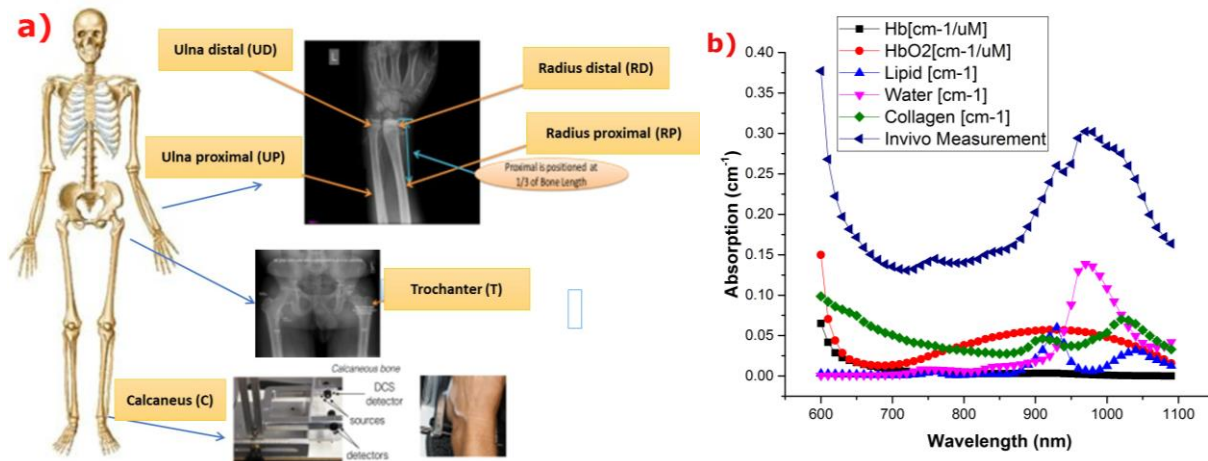 a)
Ulna distal (UD)
Radius distal (RD)
Ulna proximal (UP)
Radius proximal (RP)
Proximal is positioned at
1/3 of Bone Length
Trochanter (T)
Calcaneus (C)
Calcaneous bone
DCS
detector
sources
detectors
b)
Hb[cm-1/uM]
HbO2[cm-1/uM]
Lipid [cm-1]
Water [cm-1]
Collagen [cm-1]
Invivo Measurement
Absorption (cm⁻¹)
0.40
0.35
0.30
0.25
0.20
0.15
0.10
0.05
0.00
600 700 800 900 1000 1100
Wavelength (nm)